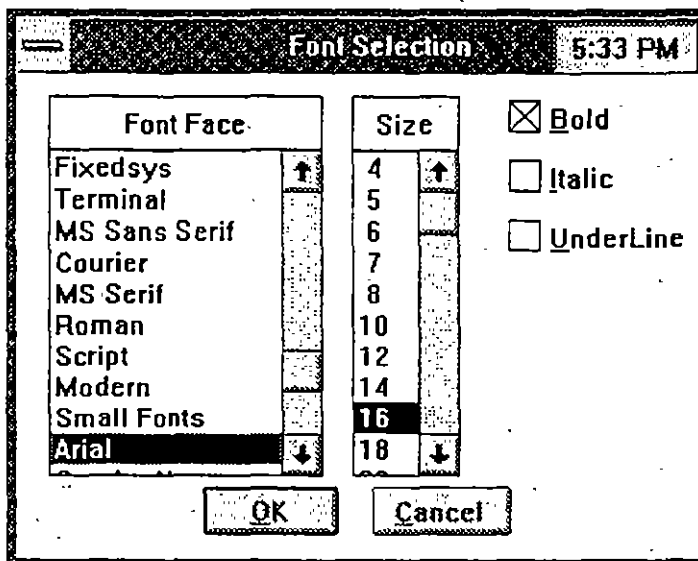 Font Selection 5:33 PM
Font Face
Fixedsys
Terminal
MS Sans Serif
Courier
MS Serif
Roman
Script
Modern
Small Fonts
Arial
Size
4
5
6
7
8
10
12
14
16
18
Bold
Italic
UnderLine
OK
Cancel